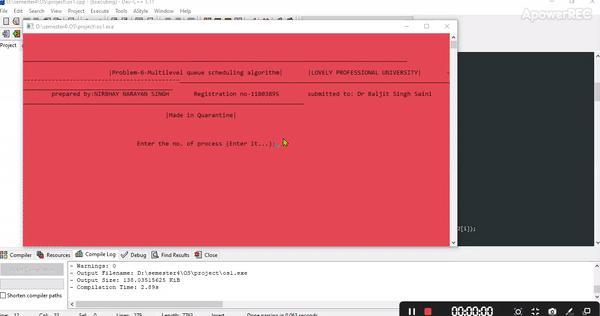 D:\semester4\OS\project\os1.cpp - [Executing] - Dev-C++ 5.11
ApowerREC
File Edit Search View Project Execute Tools AStyle Window Help
D:\semester4\OS\project\os1.exe
Project
|Problem-6-Multilevel queue scheduling algorithm| |LOVELY PROFESSIONAL UNIVERSITY|
prepared by:NIRBHAY NARAYAN SINGH Registration no-11803895 submitted to: Dr Baljit Singh Saini
|Made in Quarantine|
Enter the no. of process (Enter it...):
2[i]);
Compiler Resources Compile Log Debug Find Results Close
- Warnings: 0
- Output Filename: D:\semester4\OS\project\os1.exe
- Output Size: 138.03515625 KiB
- Compilation Time: 2.89s
Shorten compiler paths
00:00:00
Line: 12 Col: 33 Sel: 0 Lines: 279 Length: 7763 Insert Done parsing in 0.063 seconds